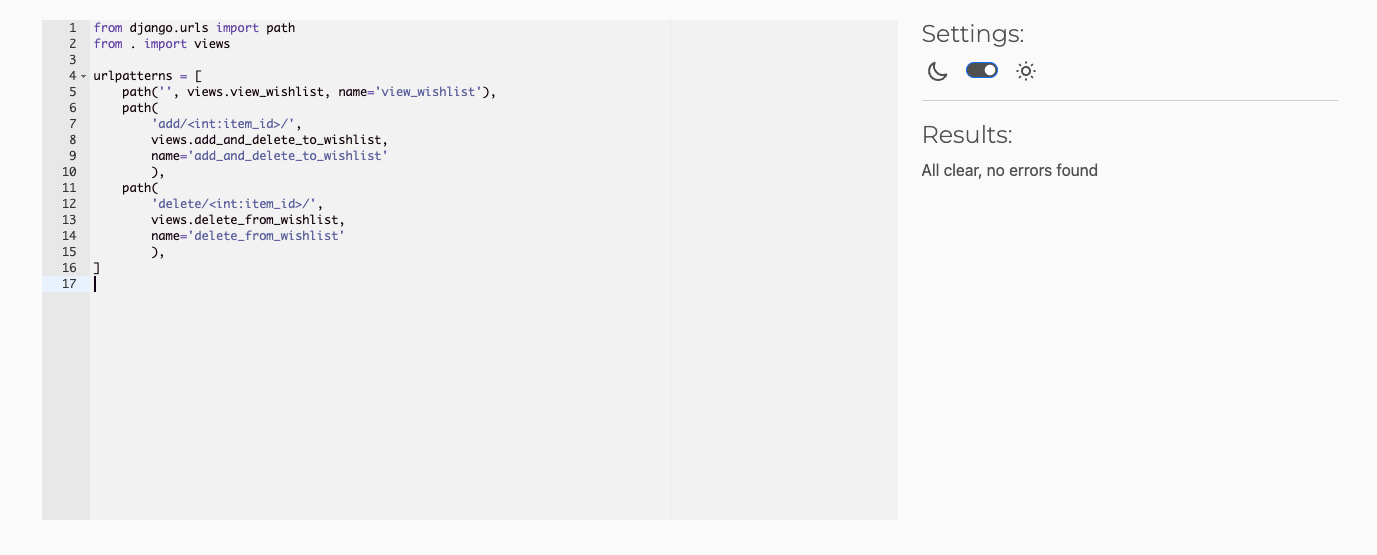 1 from django.urls import path
2 from . import views
3
4 urlpatterns = [
5     path('', views.view_wishlist, name='view_wishlist'),
6     path(
7         'add/<int:item_id>/',
8         views.add_and_delete_to_wishlist,
9         name='add_and_delete_to_wishlist'
10         ),
11     path(
12         'delete/<int:item_id>/',
13         views.delete_from_wishlist,
14         name='delete_from_wishlist'
15         ),
16 ]
17
Settings:
Results:
All clear, no errors found